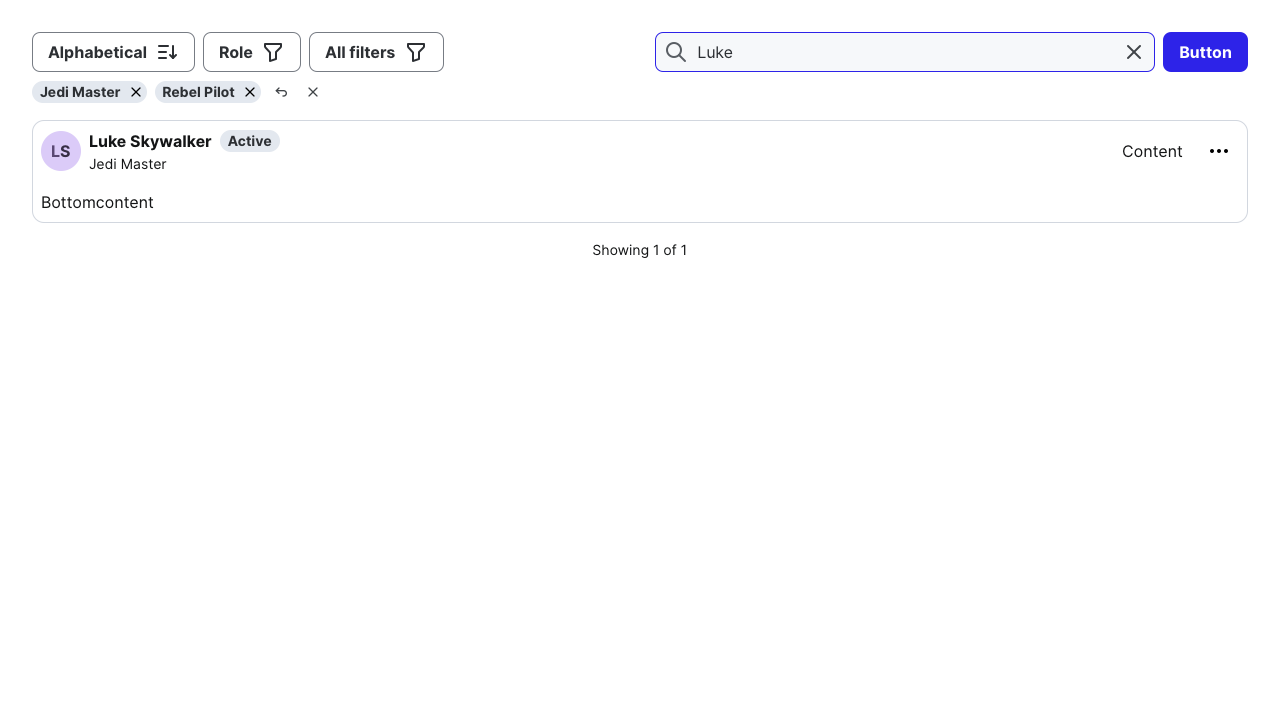 Alphabetical Role All filters Luke Button
Jedi Master Rebel Pilot
LS Luke Skywalker Active
Jedi Master
Content
Bottomcontent
Showing 1 of 1